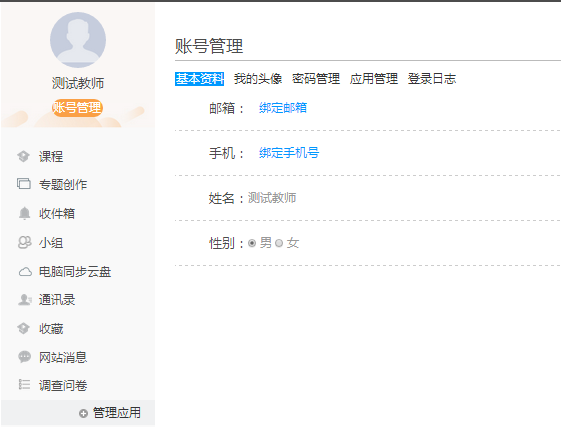 测试教师
账号管理
课程
专题创作
收件箱
小组
电脑同步云盘
通讯录
收藏
网站消息
调查问卷
管理应用
账号管理
基本资料 我的头像 密码管理 应用管理 登录日志
邮箱： 绑定邮箱
手机： 绑定手机号
姓名：测试教师
性别： 男 女